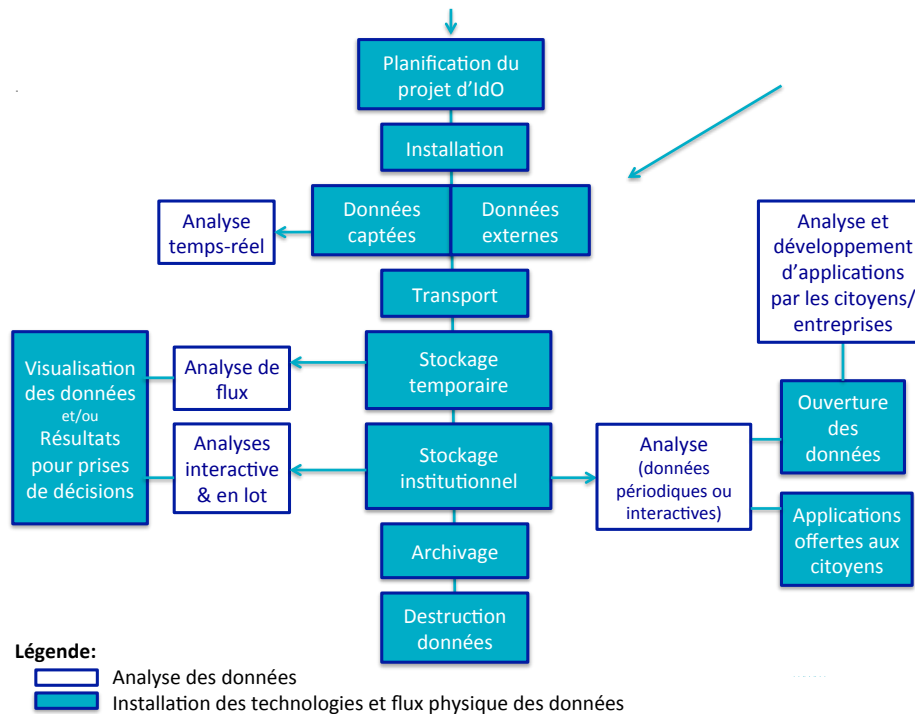 Planification du
projet d'IdO
Installation
Données
captées
Données
externes
Analyse
temps-réel
Analyse et
développement
d'applications
par les citoyens/
entreprises
Transport
Visualisation
des données
et/ou
Résultats
pour prises
de décisions
Analyse de
flux
Stockage
temporaire
Ouverture
des
données
Analyses
interactive
& en lot
Stockage
institutionnel
Analyse
(données
périodiques ou
interactives)
Applications
offertes aux
citoyens
Archivage
Destruction
données
Légende:
Analyse des données
Installation des technologies et flux physique des données